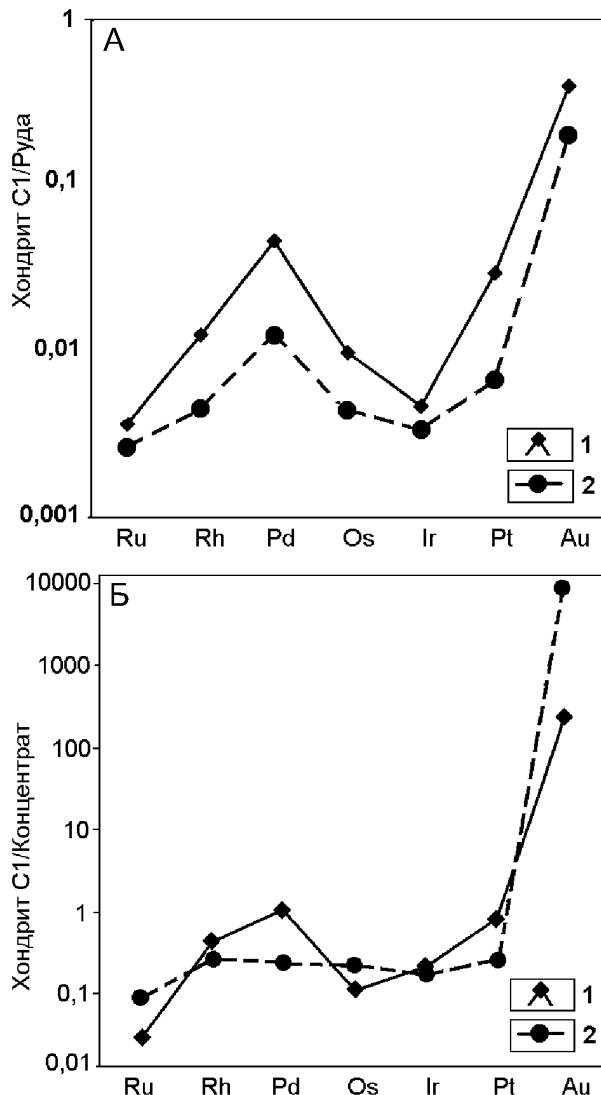 А
Хондрит С1/Руда
1
0,1
0,01
0,001
1
2
Ru Rh Pd Os Ir Pt Au
Б
Хондрит С1/Концентрат
10000
1000
100
10
1
0,1
0,01
1
2
Ru Rh Pd Os Ir Pt Au